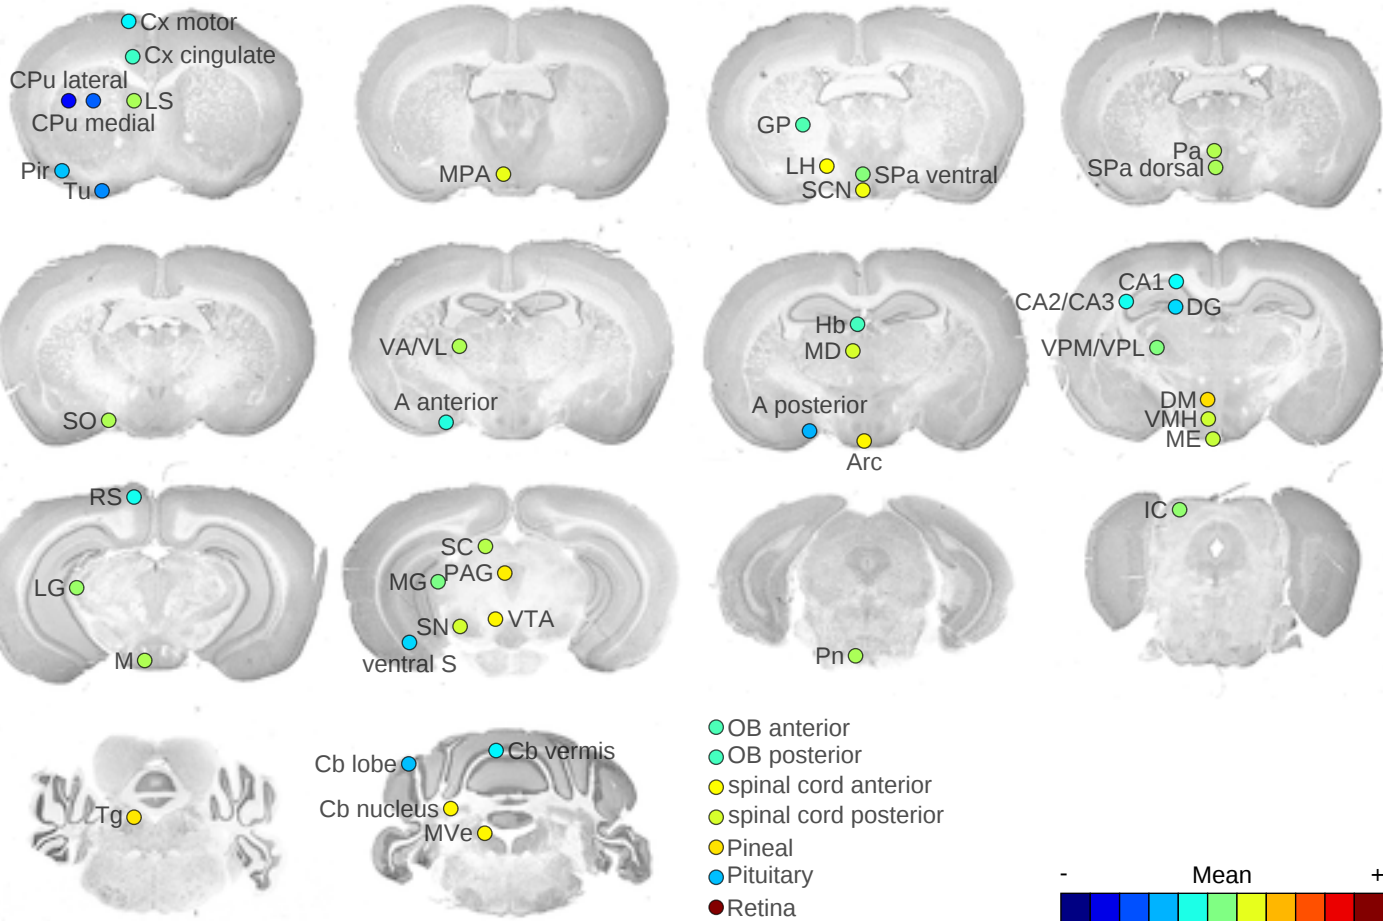 Cx motor
Cx cingulate
CPu lateral
LS
CPu medial
Pir
Tu
MPA
GP
LH
SPa ventral
SCN
Pa
SPa dorsal
SO
VA/VL
A anterior
Hb
MD
A posterior
Arc
CA1
CA2/CA3
DG
VPM/VPL
DM
VMH
ME
RS
LG
M
SC
MG
PAG
SN
VTA
ventral S
Pn
IC
Tg
Cb lobe
Cb vermis
Cb nucleus
MVe
OB anterior
OB posterior
spinal cord anterior
spinal cord posterior
Pineal
Pituitary
Retina
- Mean +